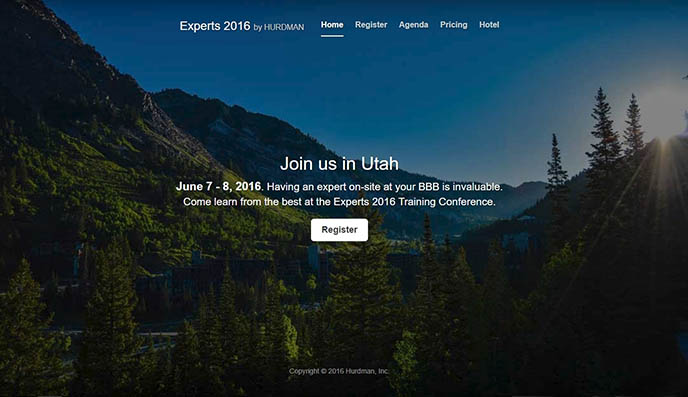 Experts 2016 by HURDMAN Home Register Agenda Pricing Hotel
Join us in Utah
June 7 - 8, 2016. Having an expert on-site at your BBB is invaluable.
Come learn from the best at the Experts 2016 Training Conference.
Register
Copyright © 2016 Hurdman, Inc.